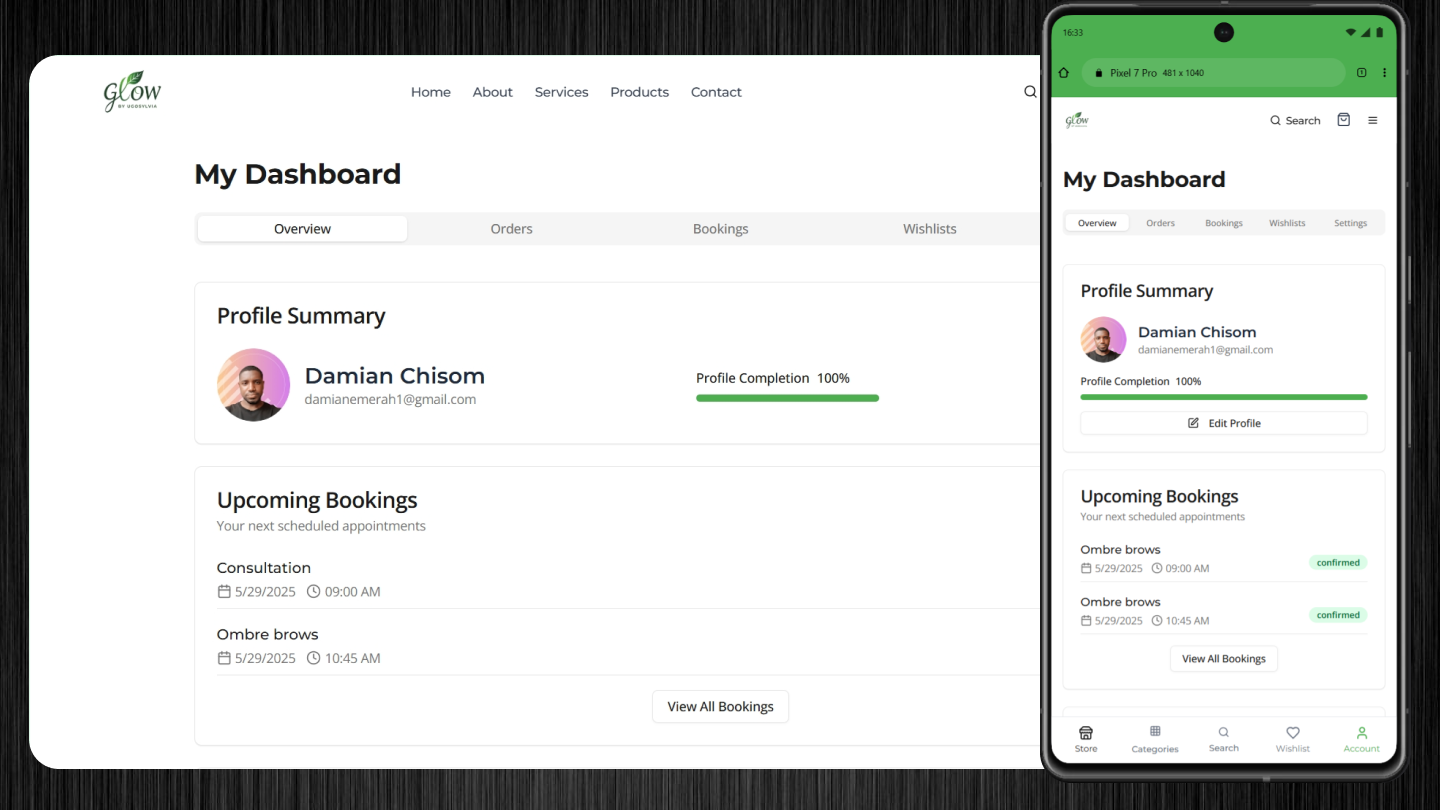 glow
BY UGOSYLVIA
Home About Services Products Contact
My Dashboard
Overview Orders Bookings Wishlists
Profile Summary
Damian Chisom
damianemerah1@gmail.com
Profile Completion 100%
Upcoming Bookings
Your next scheduled appointments
Consultation
5/29/2025 09:00 AM
Ombre brows
5/29/2025 10:45 AM
View All Bookings
16:33
Pixel 7 Pro 481 x 1040
glow
Search
My Dashboard
Overview Orders Bookings Wishlists Settings
Profile Summary
Damian Chisom
damianemerah1@gmail.com
Profile Completion 100%
Edit Profile
Upcoming Bookings
Your next scheduled appointments
Ombre brows
5/29/2025 09:00 AM
confirmed
Ombre brows
5/29/2025 10:45 AM
confirmed
View All Bookings
Store Categories Search Wishlist Account